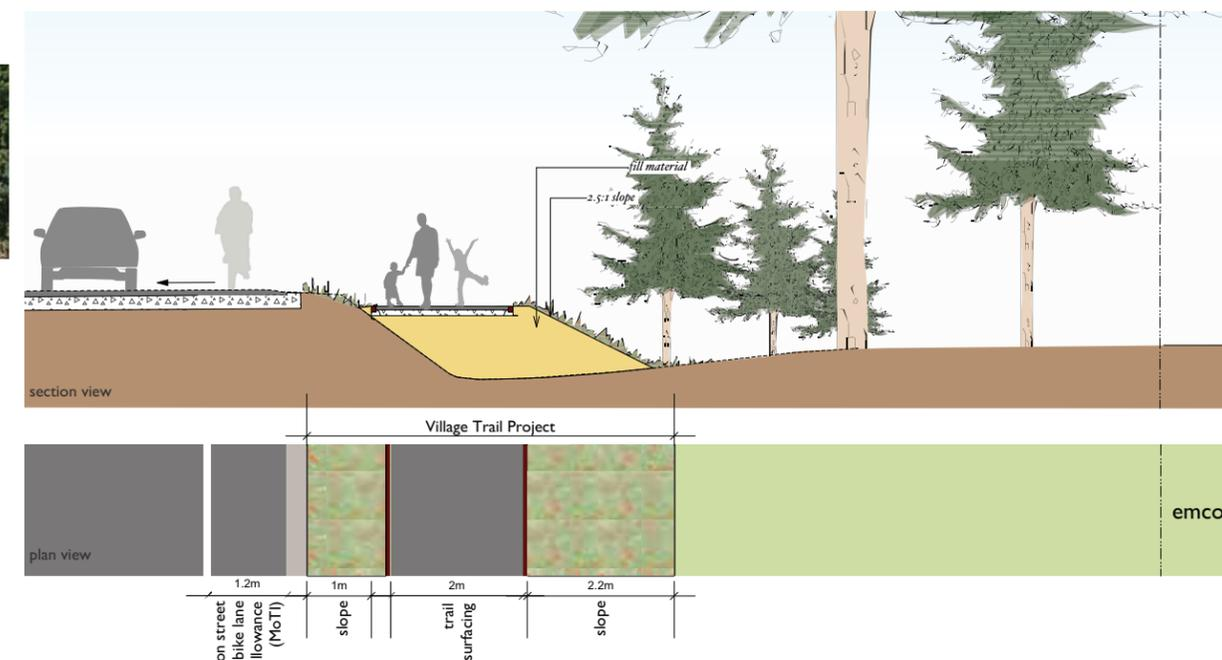 fill material
2.5:1 slope
section view
Village Trail Project
emco
plan view
1.2m
1m
2m
2.2m
on street
bike lane
llowance
(MoTI)
slope
trail
surfacing
slope